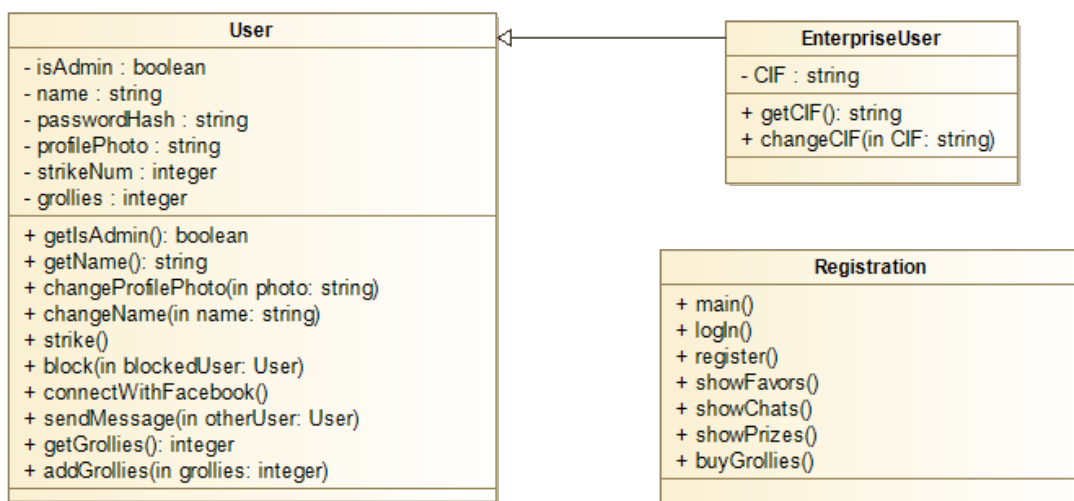 User
- isAdmin : boolean
- name : string
- passwordHash : string
- profilePhoto : string
- strikeNum : integer
- grollies : integer
+ getIsAdmin(): boolean
+ getName(): string
+ changeProfilePhoto(in photo: string)
+ changeName(in name: string)
+ strike()
+ block(in blockedUser: User)
+ connectWithFacebook()
+ sendMessage(in otherUser: User)
+ getGrollies(): integer
+ addGrollies(in grollies: integer)
EnterpriseUser
- CIF : string
+ getCIF(): string
+ changeCIF(in CIF: string)
Registration
+ main()
+ logIn()
+ register()
+ showFavors()
+ showChats()
+ showPrizes()
+ buyGrollies()